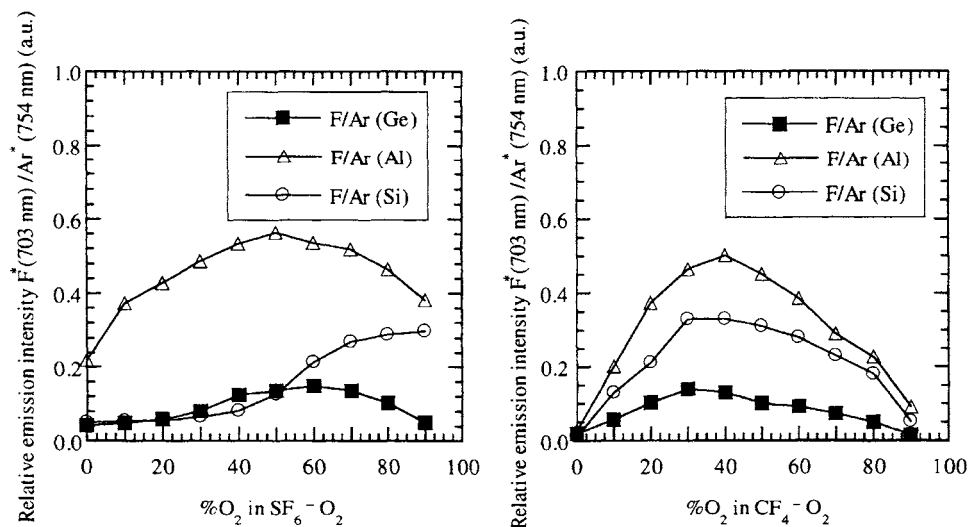 Relative emission intensity F* (703 nm) /Ar* (754 nm) (a.u.)
1.0
0.8
0.6
0.4
0.2
0.0
F/Ar (Ge)
F/Ar (Al)
F/Ar (Si)
0 20 40 60 80 100
%O₂ in SF₆ - O₂
Relative emission intensity F* (703 nm) /Ar* (754 nm) (a.u.)
1.0
0.8
0.6
0.4
0.2
0.0
F/Ar (Ge)
F/Ar (Al)
F/Ar (Si)
0 20 40 60 80 100
%O₂ in CF₄ - O₂